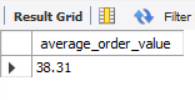 Result Grid Filter
average_order_value
38.31